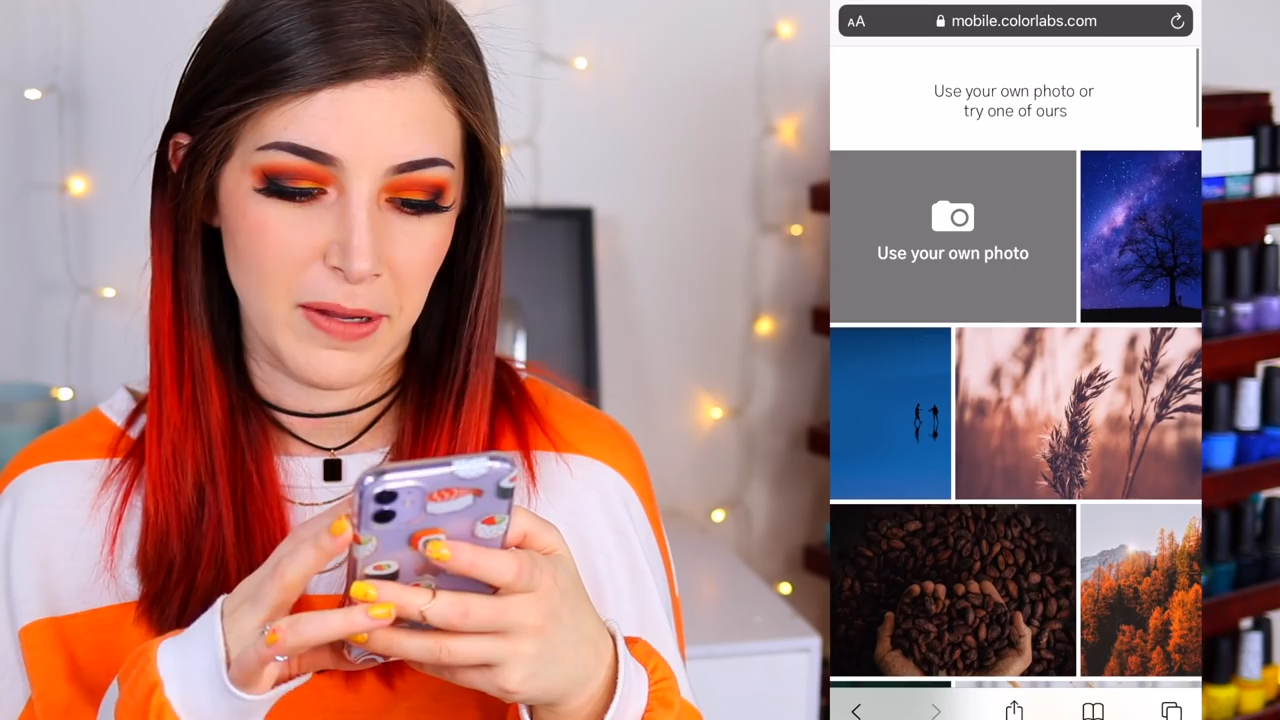 AA
mobile.colorlabs.com
Use your own photo or
try one of ours
Use your own photo